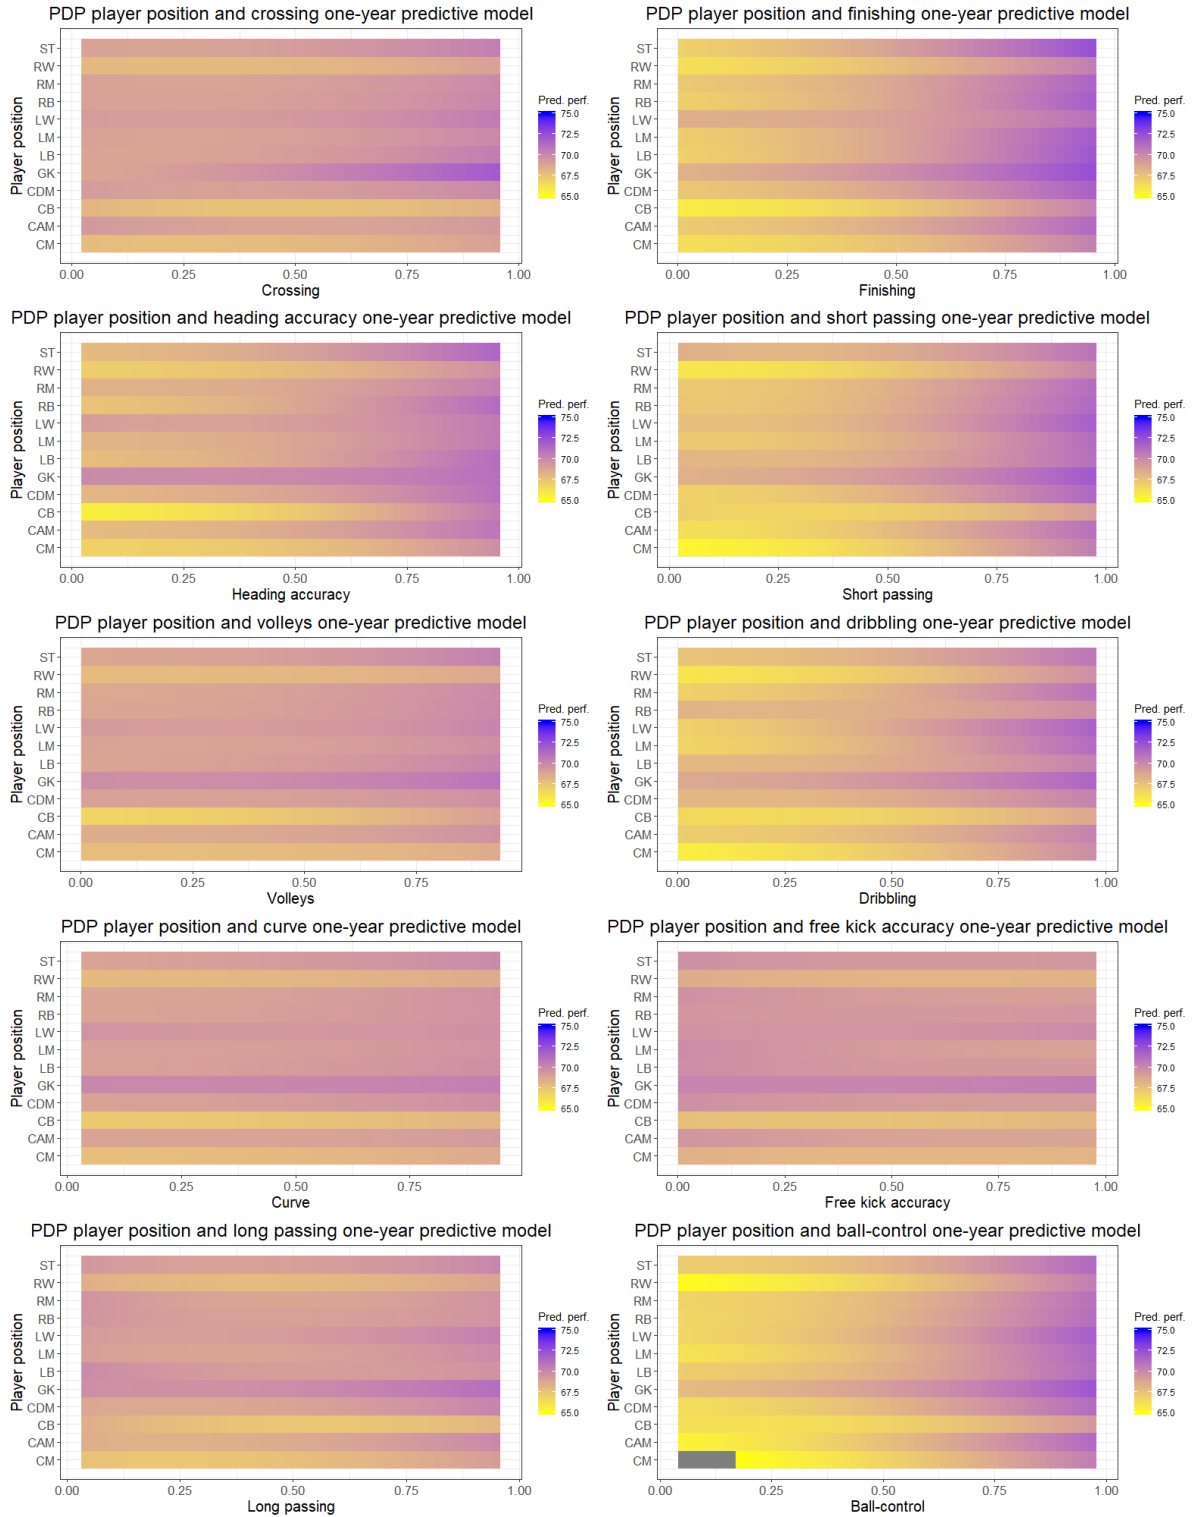 PDP player position and crossing one-year predictive model
Player position
ST
RW
RM
RB
LW
LM
LB
GK
CDM
CB
CAM
CM
0.00 0.25 0.50 0.75 1.00
Crossing
Pred. perf.
75.0
72.5
70.0
67.5
65.0
PDP player position and finishing one-year predictive model
Player position
ST
RW
RM
RB
LW
LM
LB
GK
CDM
CB
CAM
CM
0.00 0.25 0.50 0.75 1.00
Finishing
Pred. perf.
75.0
72.5
70.0
67.5
65.0
PDP player position and heading accuracy one-year predictive model
Player position
ST
RW
RM
RB
LW
LM
LB
GK
CDM
CB
CAM
CM
0.00 0.25 0.50 0.75 1.00
Heading accuracy
Pred. perf.
75.0
72.5
70.0
67.5
65.0
PDP player position and short passing one-year predictive model
Player position
ST
RW
RM
RB
LW
LM
LB
GK
CDM
CB
CAM
CM
0.00 0.25 0.50 0.75 1.00
Short passing
Pred. perf.
75.0
72.5
70.0
67.5
65.0
PDP player position and volleys one-year predictive model
Player position
ST
RW
RM
RB
LW
LM
LB
GK
CDM
CB
CAM
CM
0.00 0.25 0.50 0.75
Volleys
Pred. perf.
75.0
72.5
70.0
67.5
65.0
PDP player position and dribbling one-year predictive model
Player position
ST
RW
RM
RB
LW
LM
LB
GK
CDM
CB
CAM
CM
0.00 0.25 0.50 0.75 1.00
Dribbling
Pred. perf.
75.0
72.5
70.0
67.5
65.0
PDP player position and curve one-year predictive model
Player position
ST
RW
RM
RB
LW
LM
LB
GK
CDM
CB
CAM
CM
0.00 0.25 0.50 0.75
Curve
Pred. perf.
75.0
72.5
70.0
67.5
65.0
PDP player position and free kick accuracy one-year predictive model
Player position
ST
RW
RM
RB
LW
LM
LB
GK
CDM
CB
CAM
CM
0.00 0.25 0.50 0.75 1.00
Free kick accuracy
Pred. perf.
75.0
72.5
70.0
67.5
65.0
PDP player position and long passing one-year predictive model
Player position
ST
RW
RM
RB
LW
LM
LB
GK
CDM
CB
CAM
CM
0.00 0.25 0.50 0.75 1.00
Long passing
Pred. perf.
75.0
72.5
70.0
67.5
65.0
PDP player position and ball-control one-year predictive model
Player position
ST
RW
RM
RB
LW
LM
LB
GK
CDM
CB
CAM
CM
0.00 0.25 0.50 0.75 1.00
Ball-control
Pred. perf.
75.0
72.5
70.0
67.5
65.0